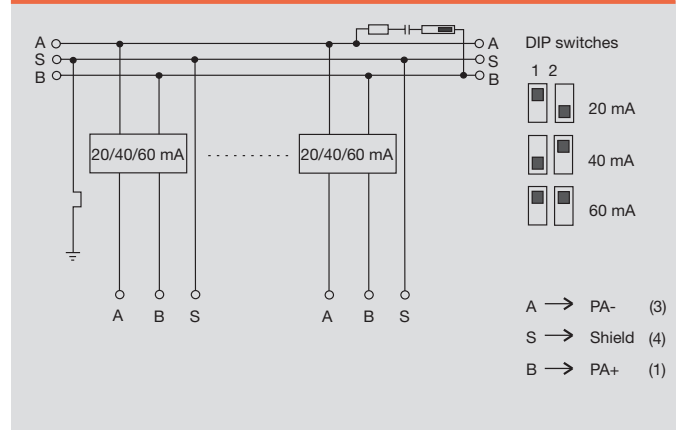 A A DIP switches
S S
B B
1 2
20 mA
20/40/60 mA ........... 20/40/60 mA
40 mA
60 mA
A B S A B S
A → PA- (3)
S → Shield (4)
B → PA+ (1)